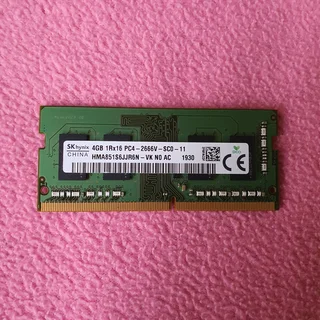 SK hynix
CHINA
4GB 1Rx16 PC4-2666V-SC0-11
HMA851S6JJR6N-VK N0 AC 1930